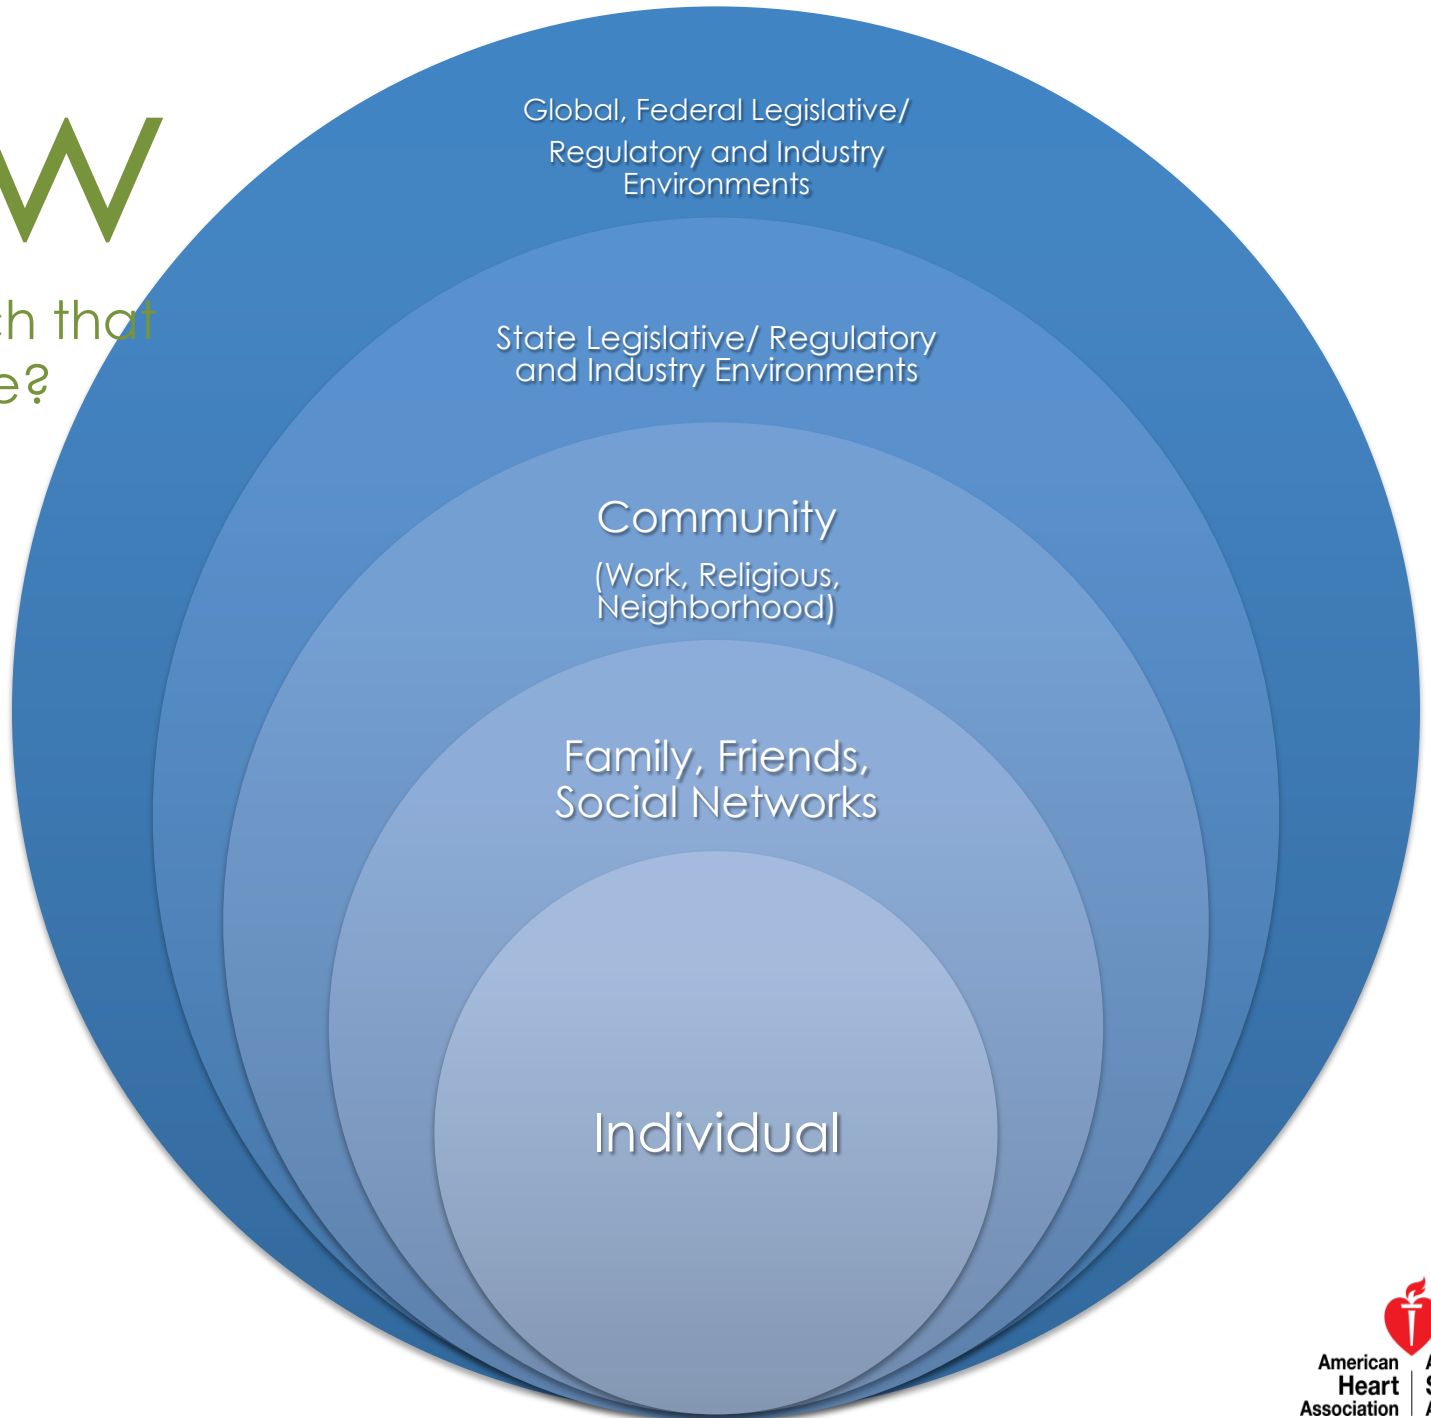 W
ch that
e?
Global, Federal Legislative/
Regulatory and Industry
Environments
State Legislative/ Regulatory
and Industry Environments
Community
(Work, Religious,
Neighborhood)
Family, Friends,
Social Networks
Individual
American
Heart
Association